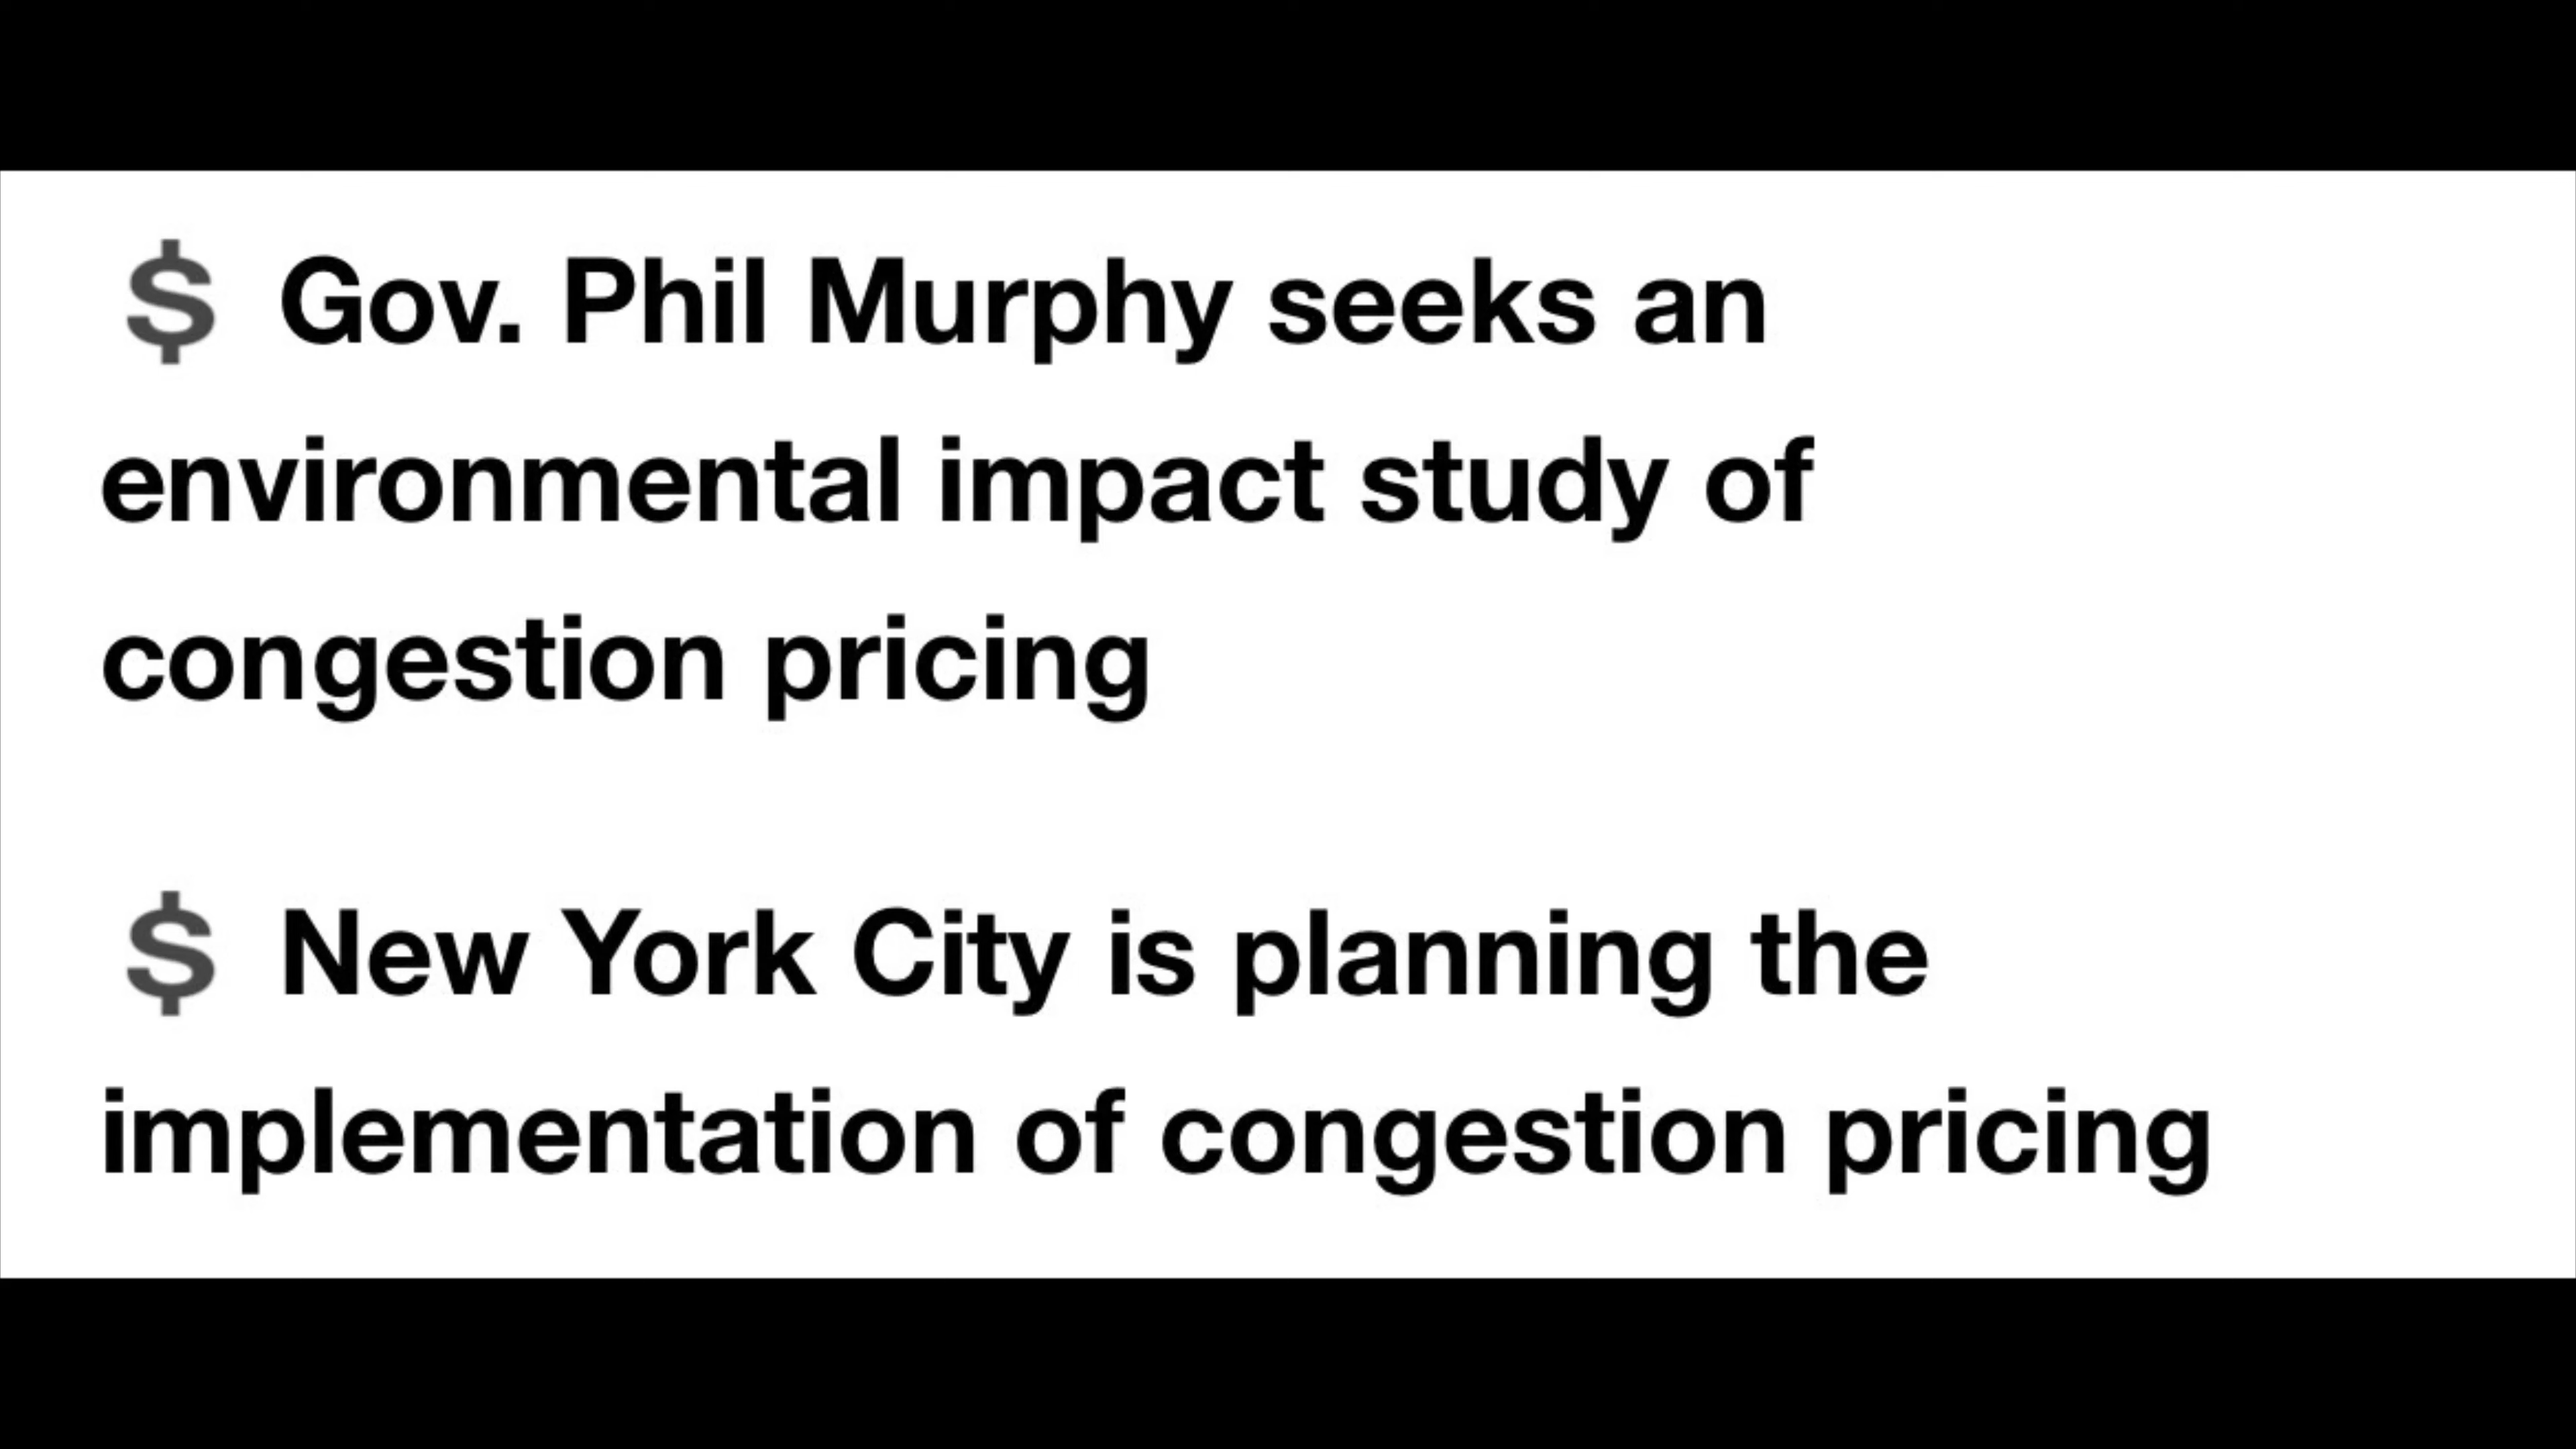 $ Gov. Phil Murphy seeks an
environmental impact study of
congestion pricing
$ New York City is planning the
implementation of congestion pricing